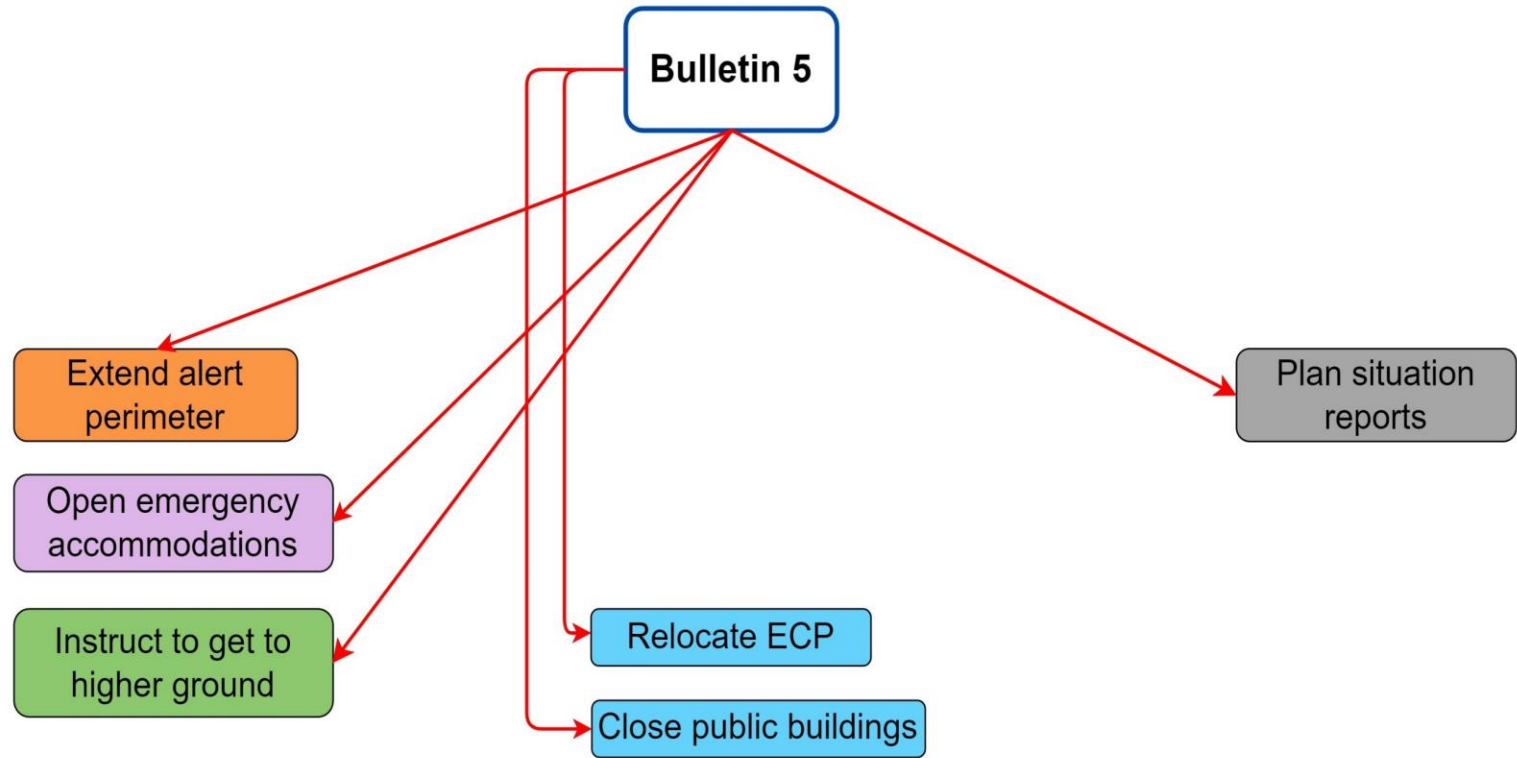 Bulletin 5
Extend alert
perimeter
Plan situation
reports
Open emergency
accommodations
Instruct to get to
higher ground
Relocate ECP
Close public buildings